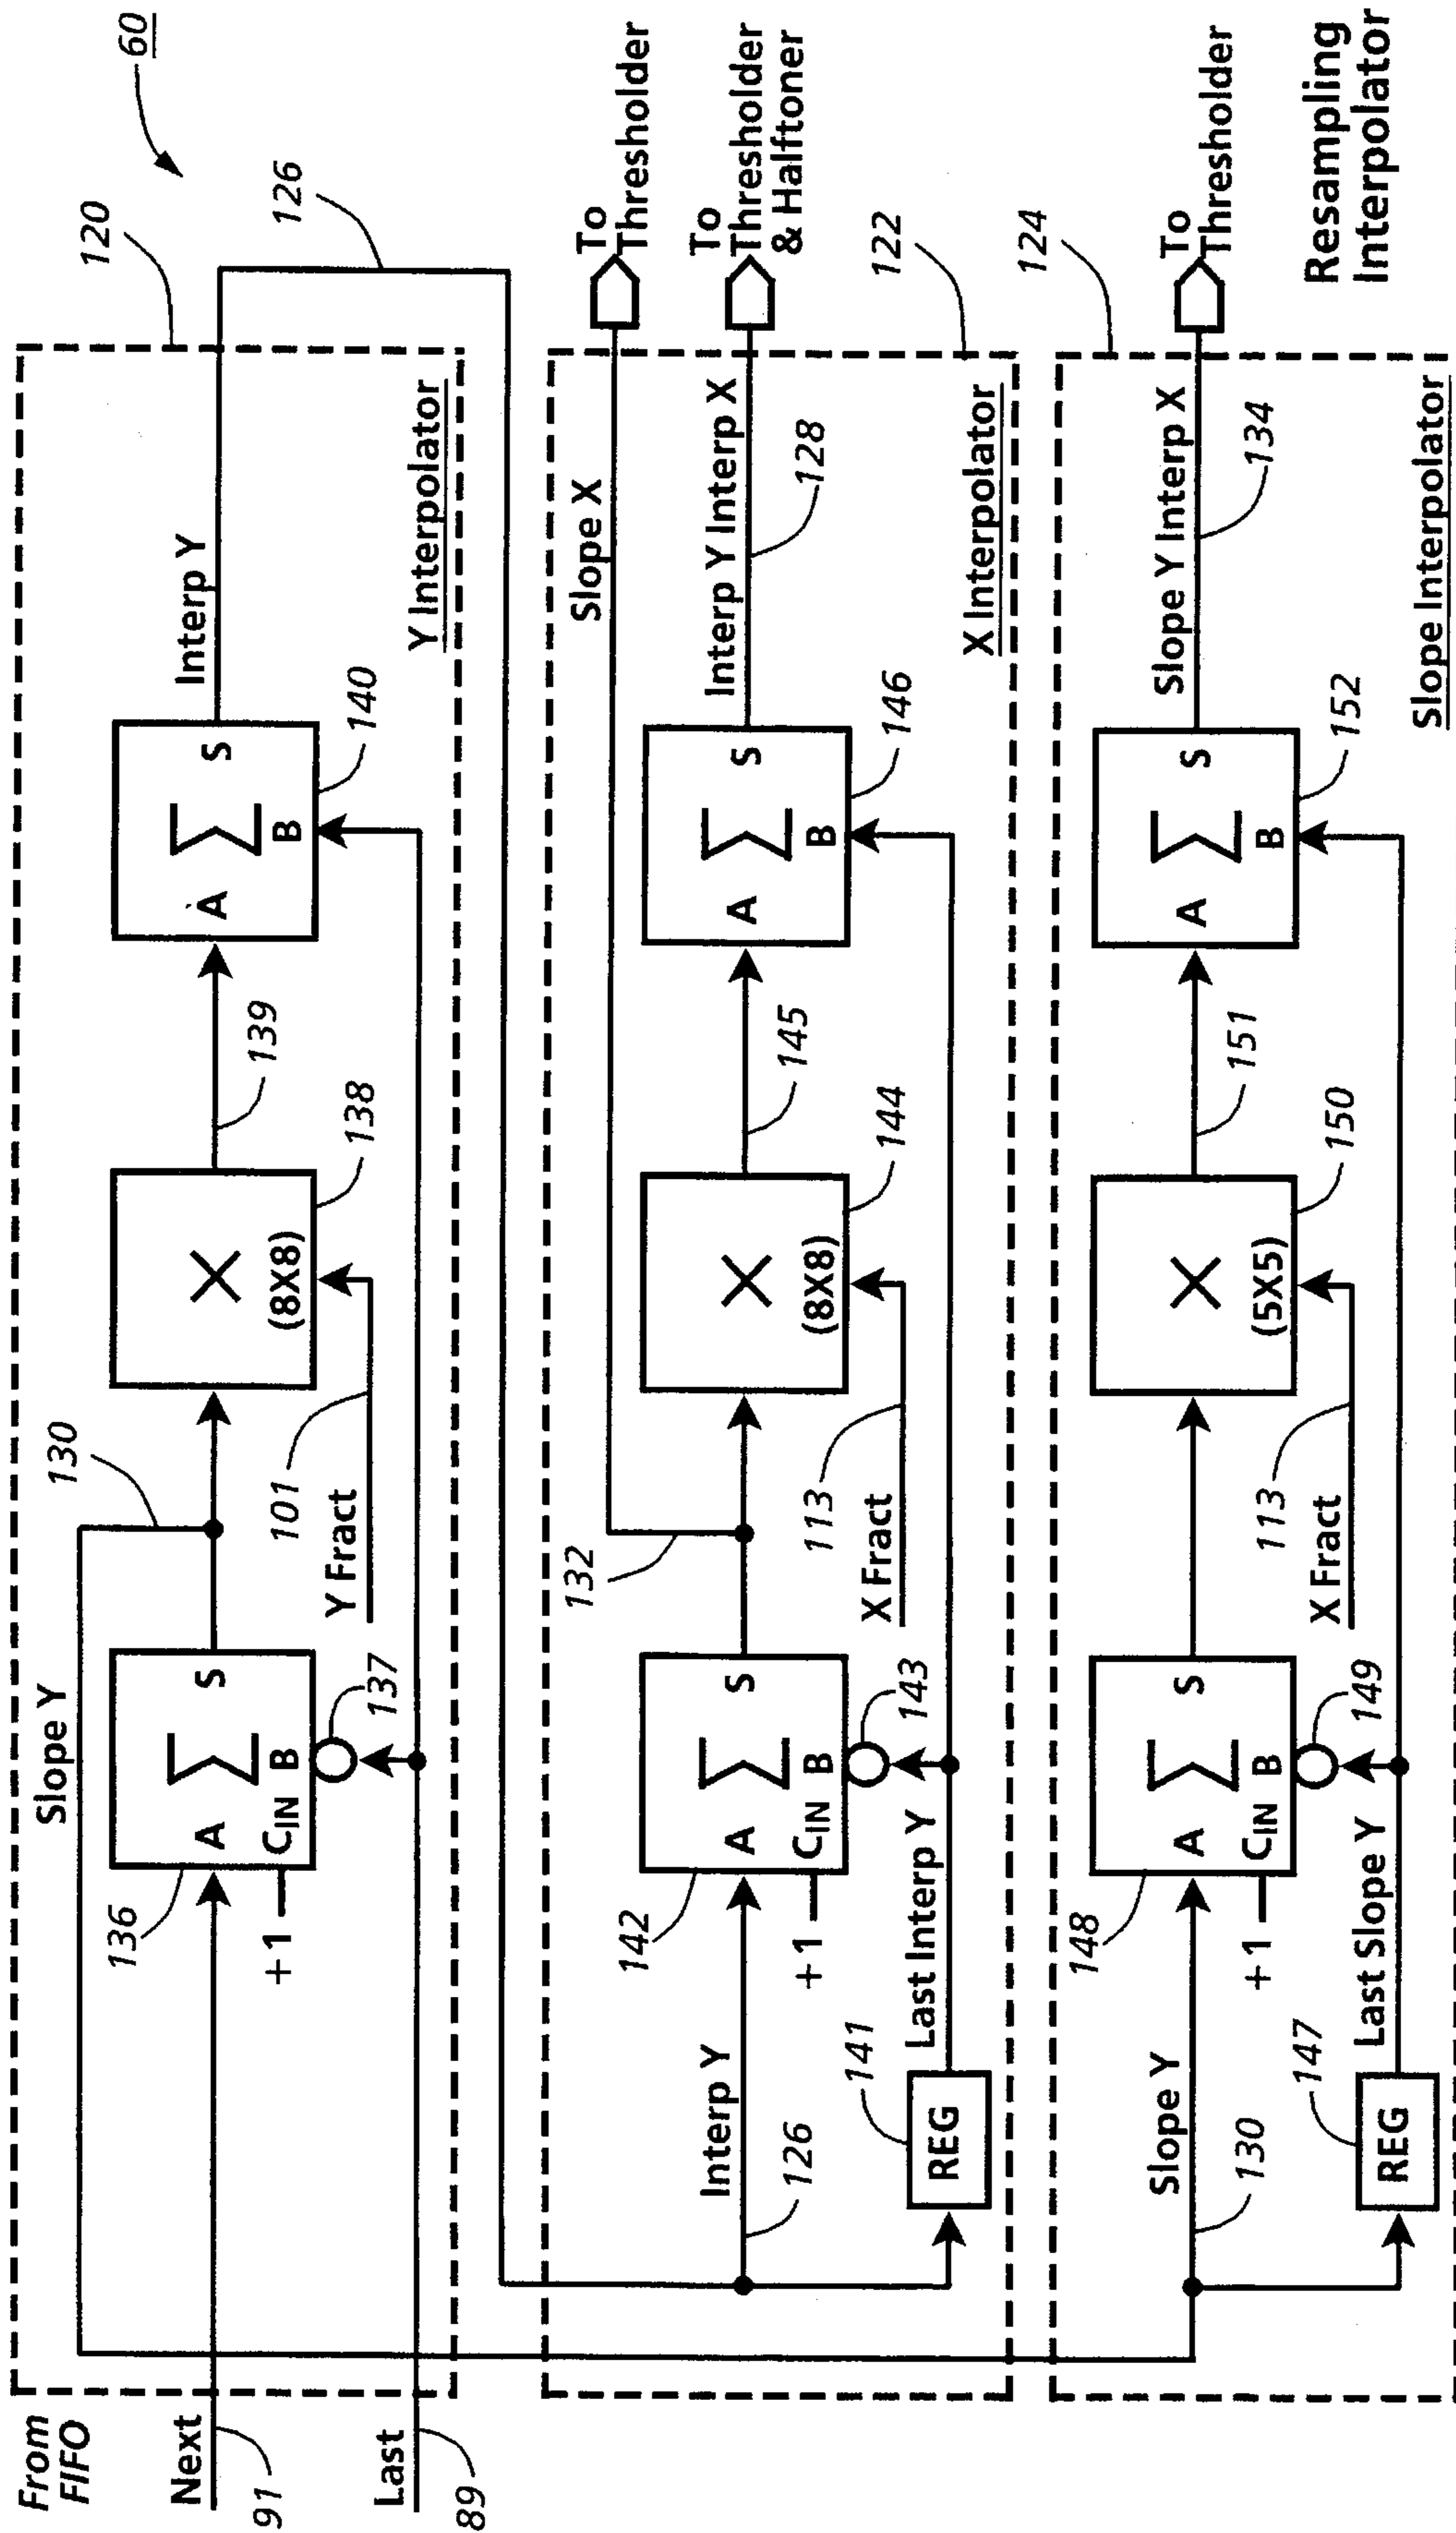 60
From
FIFO
Next
91
Last
89
120
Slope Y
130
136
A
S
CIN
B
+1
137
101
Y Fract
X
(8X8)
138
139
A
S
B
140
Interp Y
126
Y Interpolator
122
Interp Y
126
REG
141
Last Interp Y
142
A
S
CIN
B
+1
143
132
113
X Fract
X
(8X8)
144
145
A
S
B
146
Slope X
Interp Y Interp X
128
X Interpolator
To
Thresholder
To
Thresholder
& Halftoner
124
Slope Y
130
REG
147
Last Slope Y
148
A
S
CIN
B
+1
149
113
X Fract
X
(5X5)
150
151
A
S
B
152
Slope Y Interp X
134
Slope Interpolator
To
Thresholder
Resampling
Interpolator